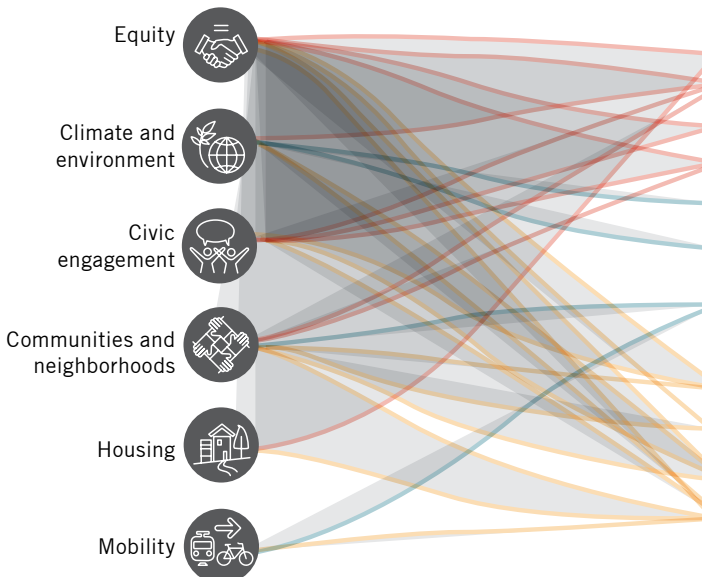 Equity
Climate and
environment
Civic
engagement
Communities and
neighborhoods
Housing
Mobility